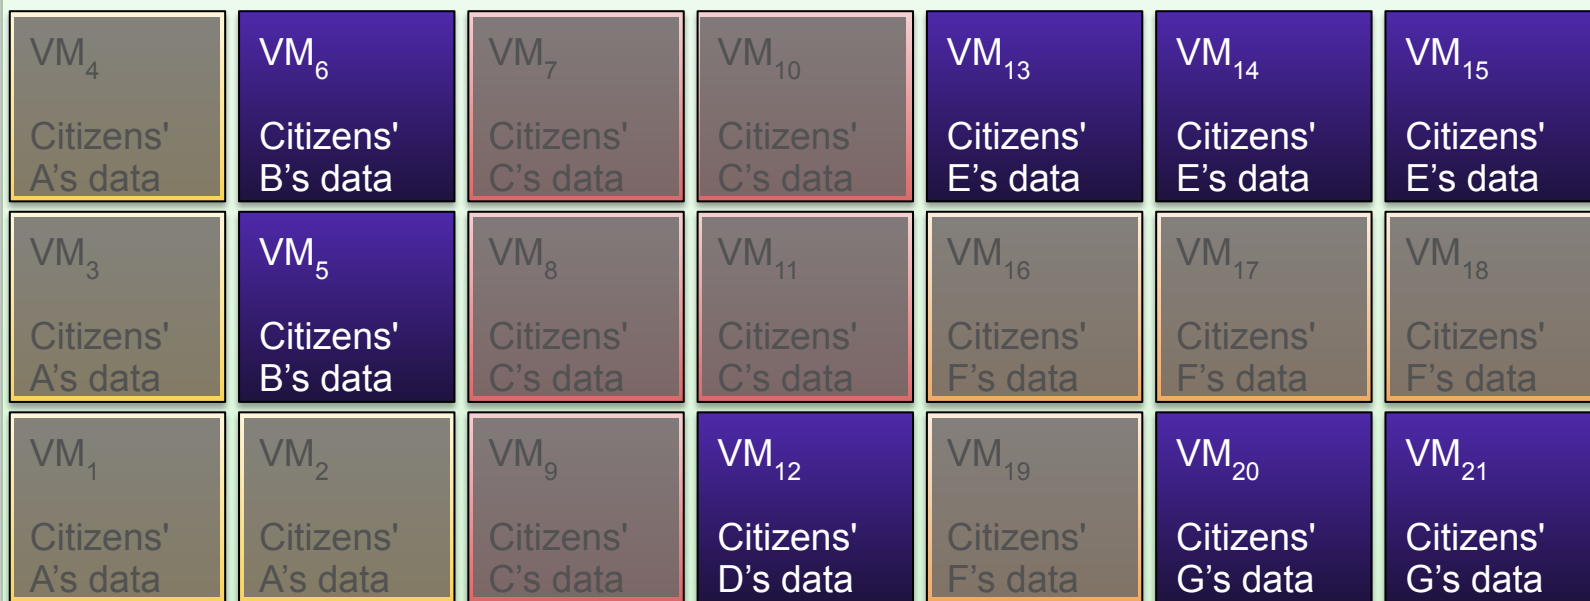 VM4
Citizens'
A's data
VM6
Citizens'
B's data
VM7
Citizens'
C's data
VM10
Citizens'
C's data
VM13
Citizens'
E's data
VM14
Citizens'
E's data
VM15
Citizens'
E's data
VM3
Citizens'
A's data
VM5
Citizens'
B's data
VM8
Citizens'
C's data
VM11
Citizens'
C's data
VM16
Citizens'
F's data
VM17
Citizens'
F's data
VM18
Citizens'
F's data
VM1
Citizens'
A's data
VM2
Citizens'
A's data
VM9
Citizens'
C's data
VM12
Citizens'
D's data
VM19
Citizens'
F's data
VM20
Citizens'
G's data
VM21
Citizens'
G's data